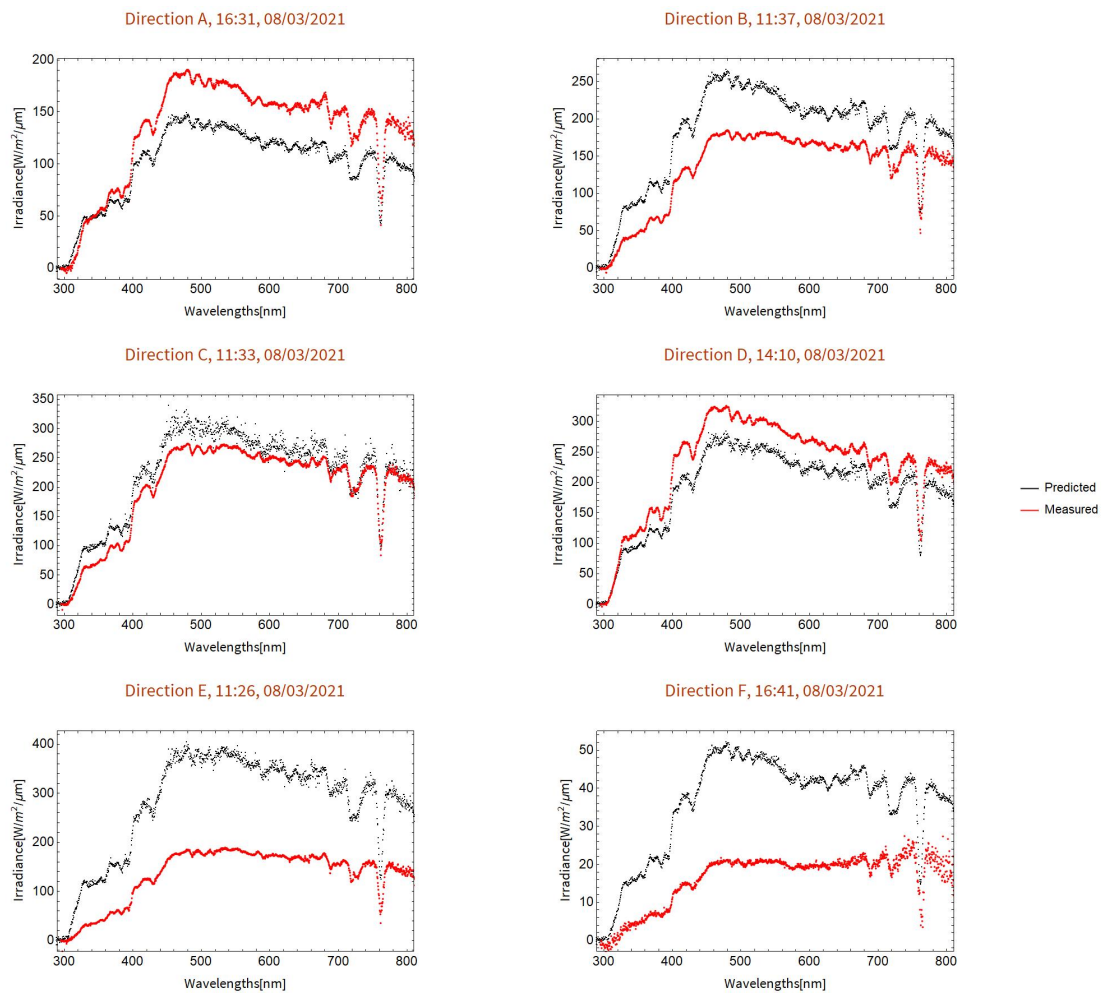 Direction A, 16:31, 08/03/2021
200
150
100
50
0
300 400 500 600 700 800
Irradiance[W/m²/μm]
Wavelengths[nm]
Direction B, 11:37, 08/03/2021
250
200
150
100
50
0
300 400 500 600 700 800
Irradiance[W/m²/μm]
Wavelengths[nm]
Direction C, 11:33, 08/03/2021
350
300
250
200
150
100
50
0
300 400 500 600 700 800
Irradiance[W/m²/μm]
Wavelengths[nm]
Direction D, 14:10, 08/03/2021
300
250
200
150
100
50
0
300 400 500 600 700 800
Irradiance[W/m²/μm]
Wavelengths[nm]
Predicted
Measured
Direction E, 11:26, 08/03/2021
400
300
200
100
0
300 400 500 600 700 800
Irradiance[W/m²/μm]
Wavelengths[nm]
Direction F, 16:41, 08/03/2021
50
40
30
20
10
0
300 400 500 600 700 800
Irradiance[W/m²/μm]
Wavelengths[nm]